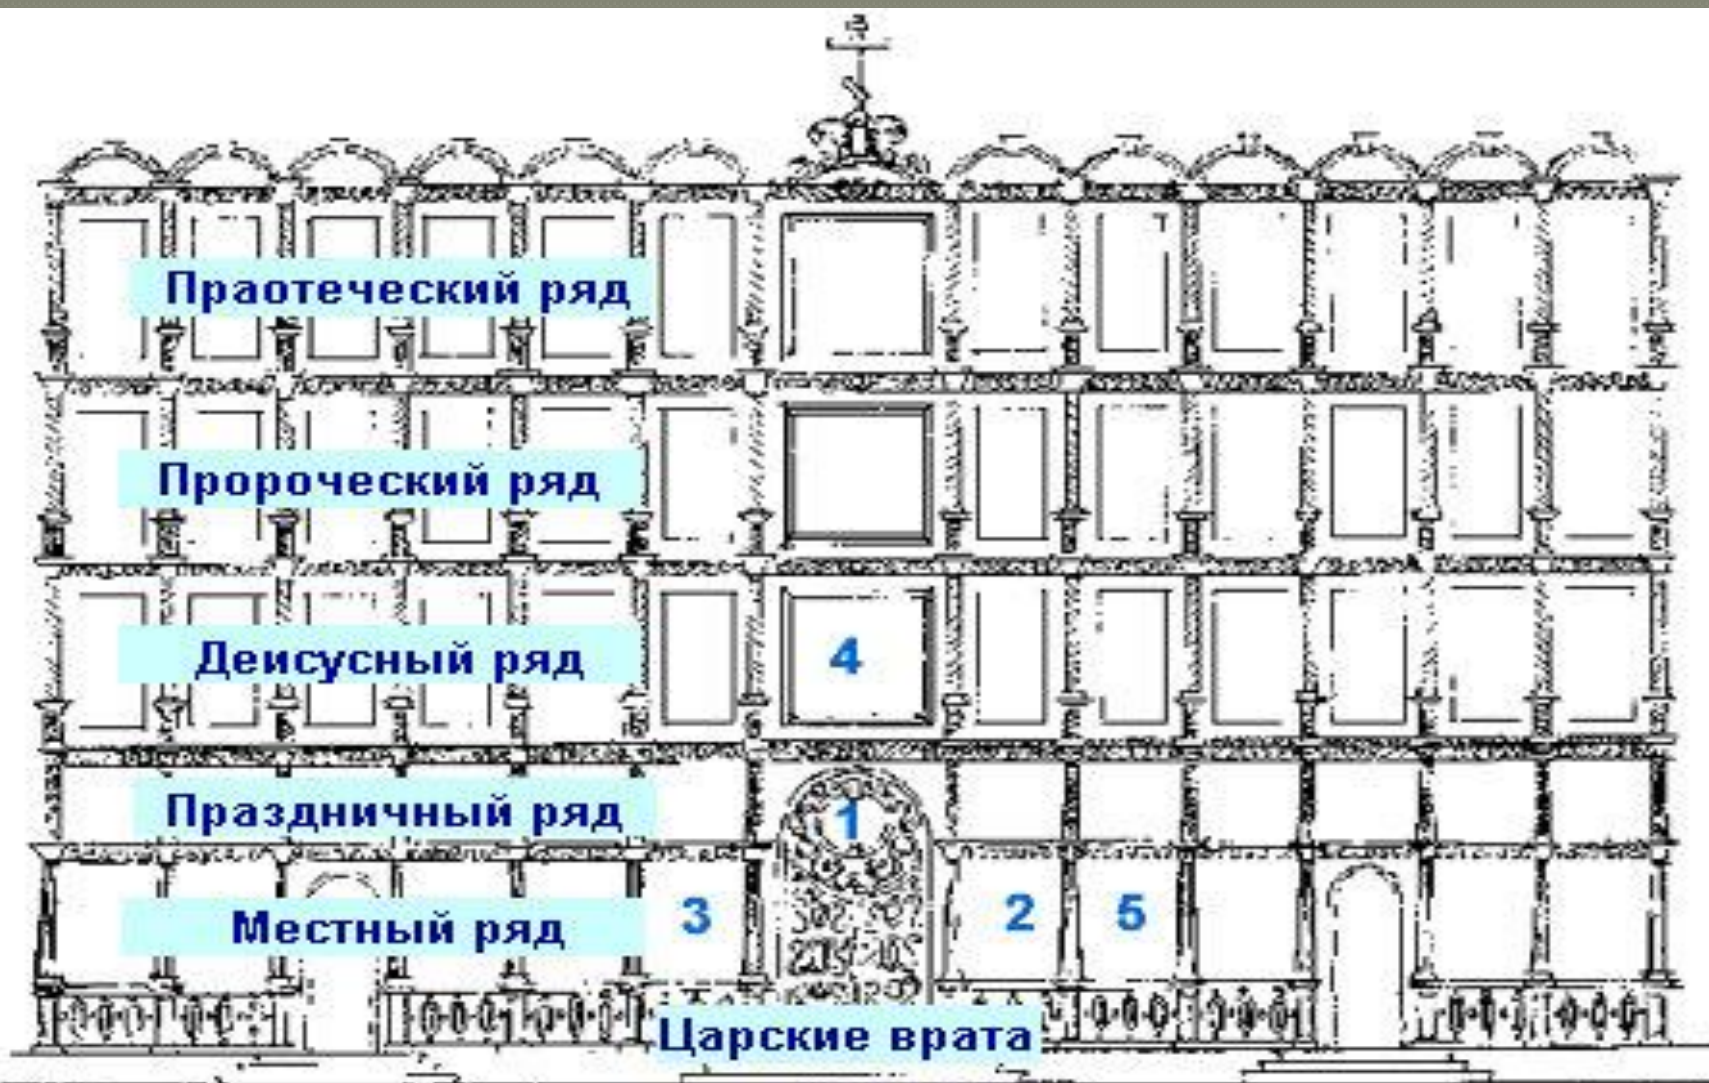 Праотеческий ряд
Пророческий ряд
Деисусный ряд
4
Праздничный ряд
1
Местный ряд
3
2
5
Царские врата